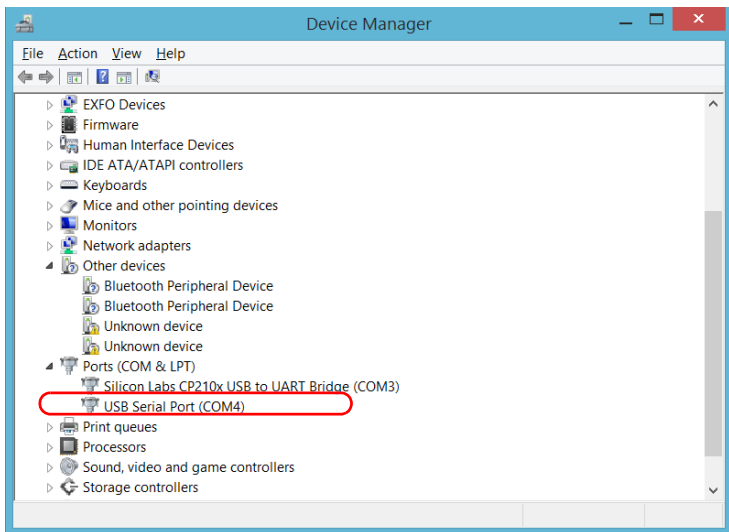 Device Manager
File Action View Help
EXFO Devices
Firmware
Human Interface Devices
IDE ATA/ATAPI controllers
Keyboards
Mice and other pointing devices
Monitors
Network adapters
Other devices
Bluetooth Peripheral Device
Bluetooth Peripheral Device
Unknown device
Unknown device
Ports (COM & LPT)
Silicon Labs CP210x USB to UART Bridge (COM3)
USB Serial Port (COM4)
Print queues
Processors
Sound, video and game controllers
Storage controllers